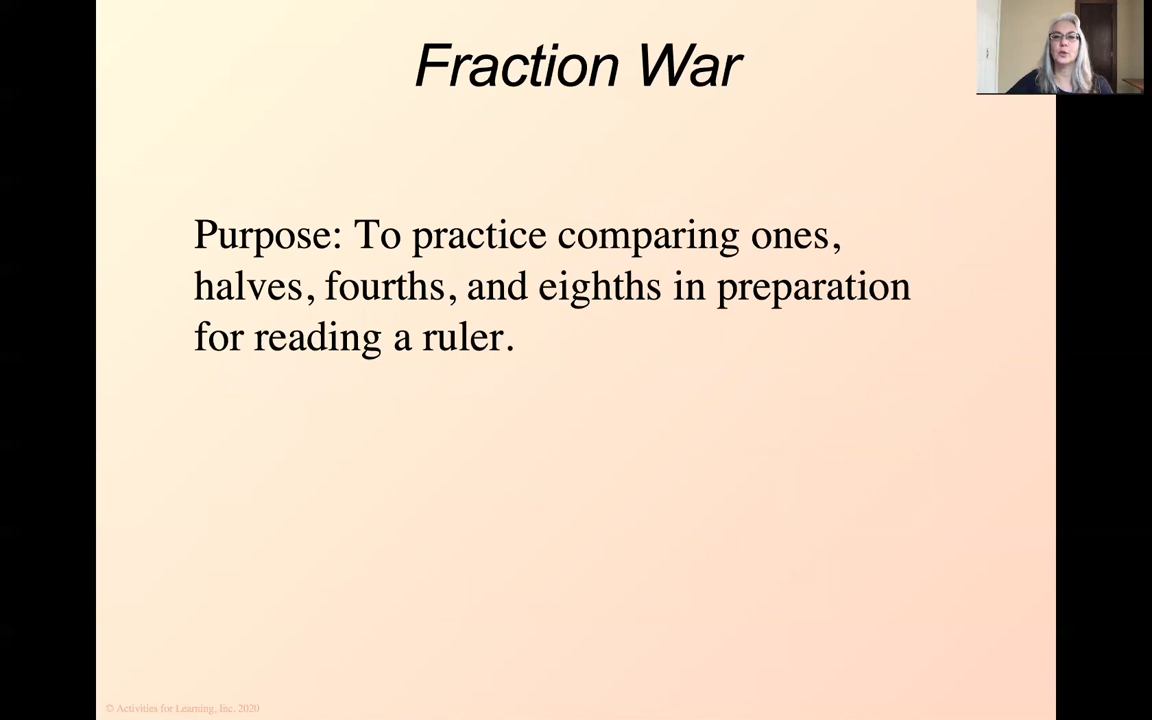 Fraction War
Purpose: To practice comparing ones,
halves, fourths, and eighths in preparation
for reading a ruler.
© Activities for Learning, Inc. 2020